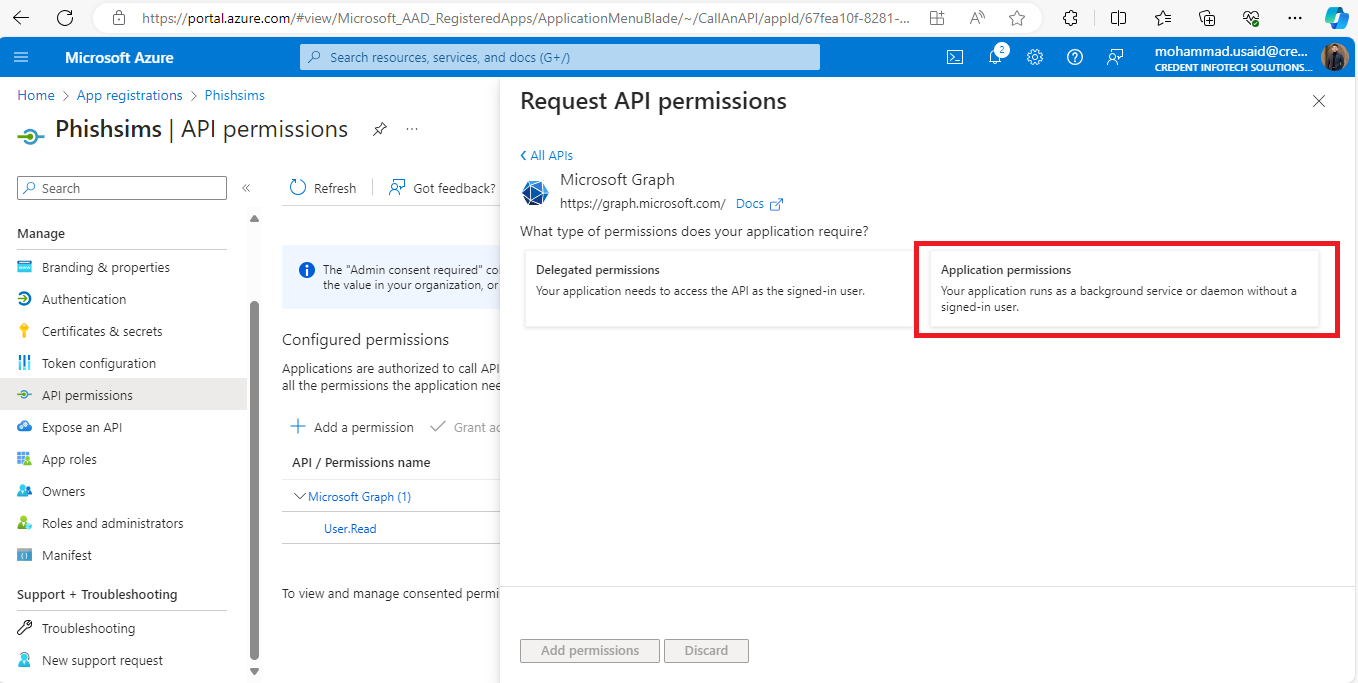 https://portal.azure.com/#view/Microsoft_AAD_RegisteredApps/ApplicationMenuBlade/~/CallAnAPI/appId/67fea10f-8281-...
Microsoft Azure
Search resources, services, and docs (G+/)
2
mohammad.usaid@cre...
CREDENT INFOTECH SOLUTIONS...
Home > App registrations > Phishsims
Phishsims | API permissions
Search
Manage
Branding & properties
Authentication
Certificates & secrets
Token configuration
API permissions
Expose an API
App roles
Owners
Roles and administrators
Manifest
Support + Troubleshooting
Troubleshooting
New support request
Refresh
Got feedback?
The "Admin consent required" co
the value in your organization, or
Configured permissions
Applications are authorized to call API
all the permissions the application nee
Add a permission
Grant ac
API / Permissions name
Microsoft Graph (1)
User.Read
To view and manage consented permi
Request API permissions
All APIs
Microsoft Graph
https://graph.microsoft.com/ Docs
What type of permissions does your application require?
Delegated permissions
Your application needs to access the API as the signed-in user.
Application permissions
Your application runs as a background service or daemon without a
signed-in user.
Add permissions
Discard